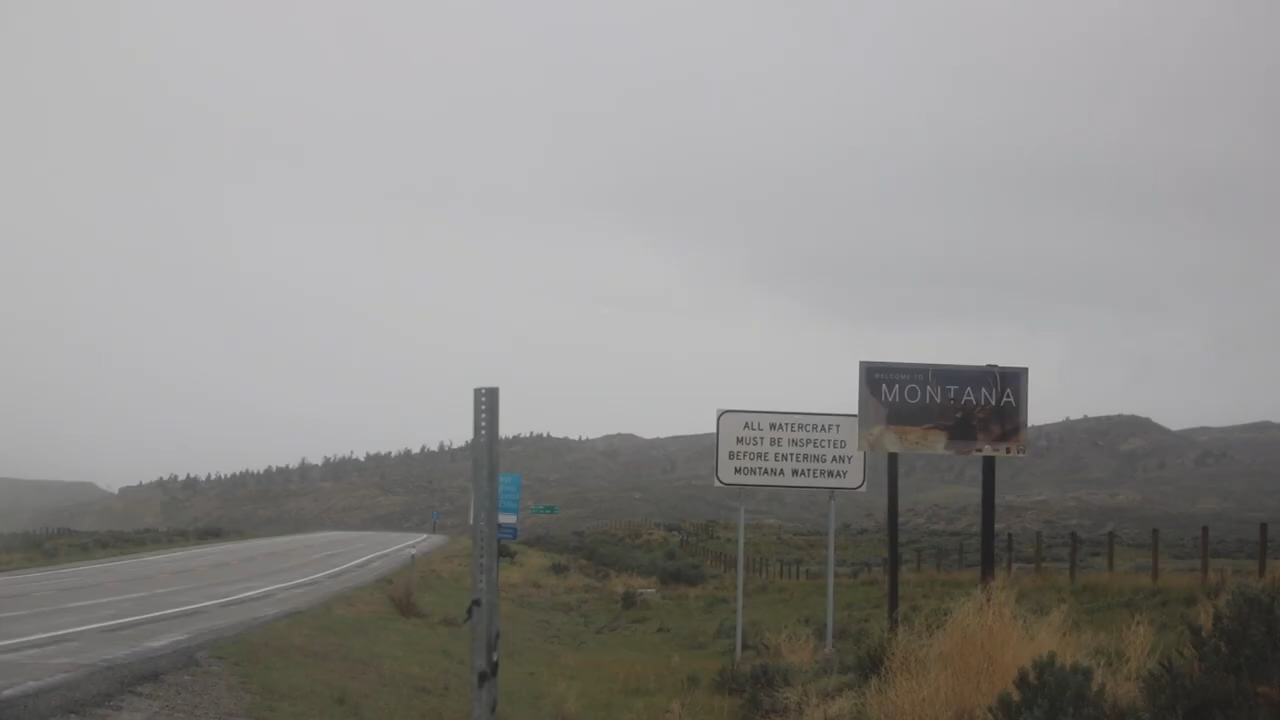 WELCOME TO
MONTANA
ALL WATERCRAFT
MUST BE INSPECTED
BEFORE ENTERING ANY
MONTANA WATERWAY